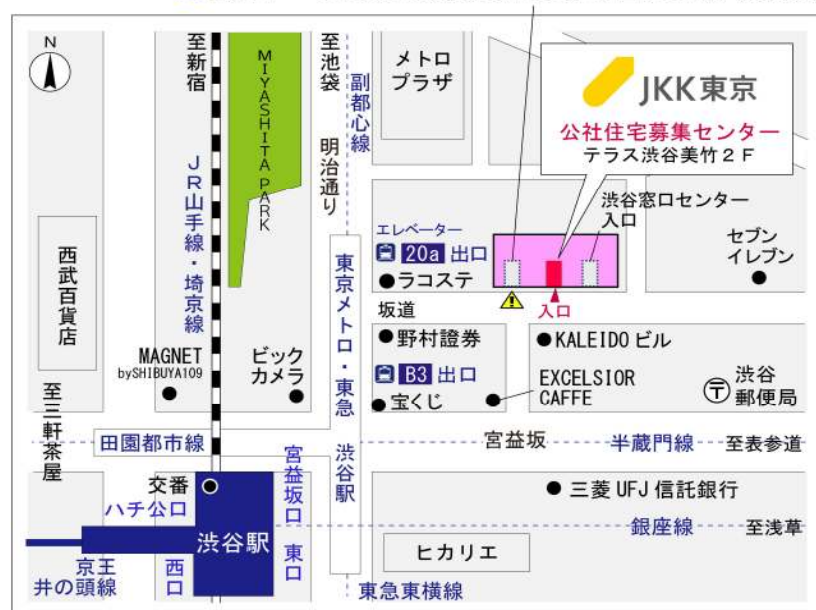 N
至新宿
MIYASHITA PARK
至池袋
副都心線
明治通り
メトロ
プラザ
JKK東京
公社住宅募集センター
テラス渋谷美竹2F
JR山手線・埼京線
西武百貨店
エレベーター
20a 出口
ラコステ
渋谷窓口センター
入口
セブン
イレブン
入口
坂道
東京メトロ・東急 渋谷駅
MAGNET
bySHIBUYA109
ビック
カメラ
野村證券
KALEIDO ビル
B3 出口
宝くじ
EXCELSIOR
CAFFE
〒
渋谷
郵便局
至三軒茶屋
田園都市線
宮益坂
半蔵門線
至表参道
交番
ハチ公口
宮益坂口
三菱 UFJ 信託銀行
渋谷駅
銀座線
至浅草
京王
井の頭線
西口
東口
ヒカリエ
東急東横線